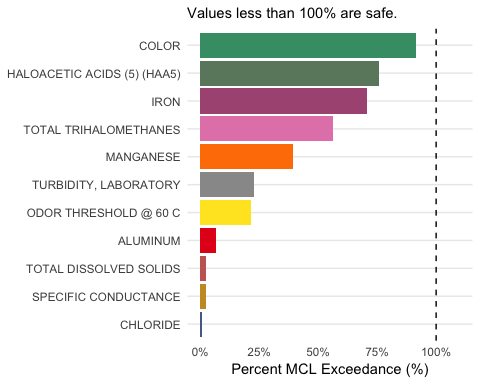 Values less than 100% are safe.
COLOR
HALOACETIC ACIDS (5) (HAA5)
IRON
TOTAL TRIHALOMETHANES
MANGANESE
TURBIDITY, LABORATORY
ODOR THRESHOLD @ 60 C
ALUMINUM
TOTAL DISSOLVED SOLIDS
SPECIFIC CONDUCTANCE
CHLORIDE
0% 25% 50% 75% 100%
Percent MCL Exceedance (%)